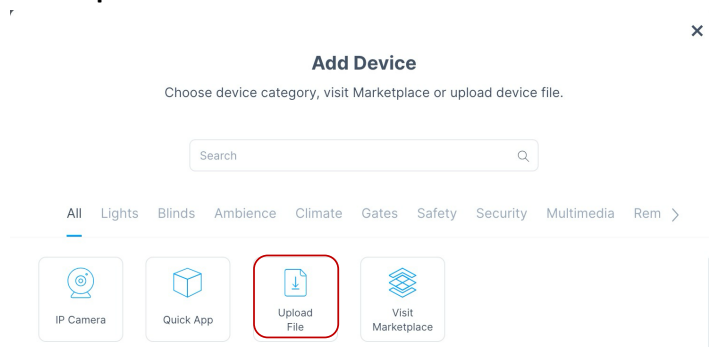 Add Device
Choose device category, visit Marketplace or upload device file.
Search
All Lights Blinds Ambience Climate Gates Safety Security Multimedia Rem
IP Camera Quick App Upload File Visit Marketplace